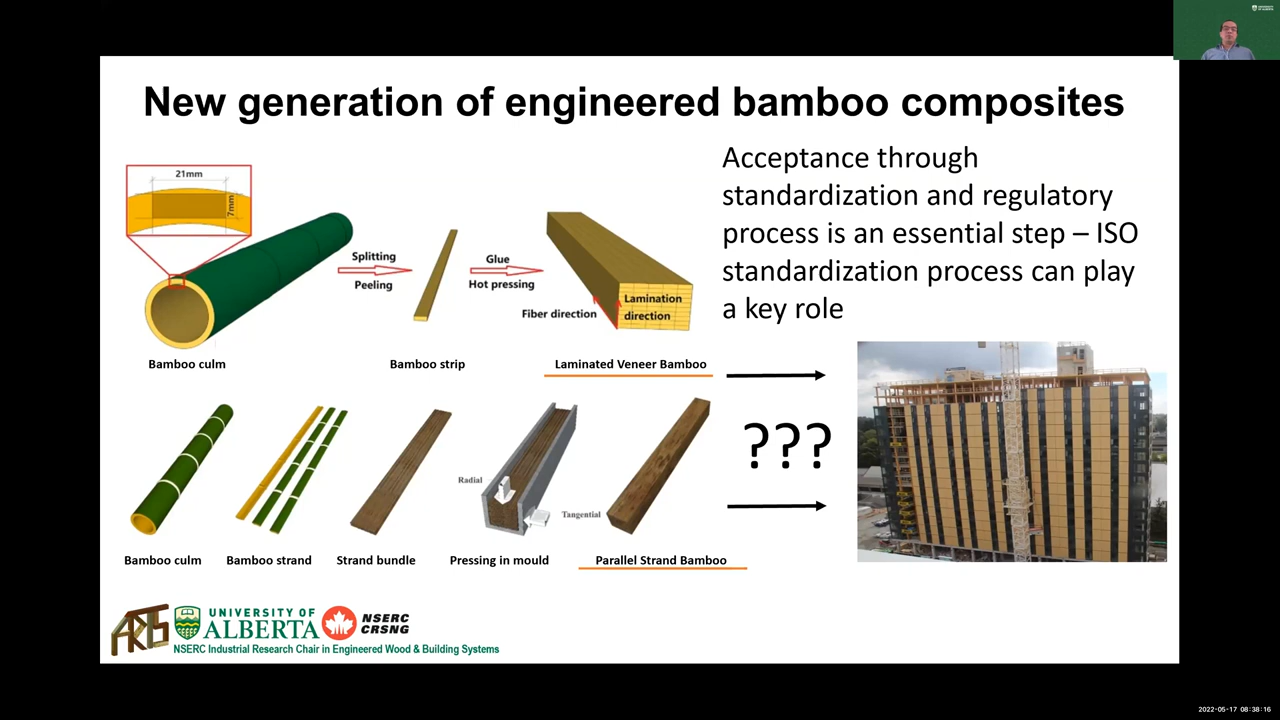 UNIVERSITY
OF ALBERTA
New generation of engineered bamboo composites
21mm
7mm
Splitting
Peeling
Glue
Hot pressing
Fiber direction
Lamination
direction
Bamboo culm
Bamboo strip
Laminated Veneer Bamboo
Acceptance through
standardization and regulatory
process is an essential step – ISO
standardization process can play
a key role
???
Radial
Tangential
Bamboo culm
Bamboo strand
Strand bundle
Pressing in mould
Parallel Strand Bamboo
UNIVERSITY OF
ALBERTA
NSERC
CRSNG
NSERC Industrial Research Chair in Engineered Wood & Building Systems
2022-05-17 08:38:16